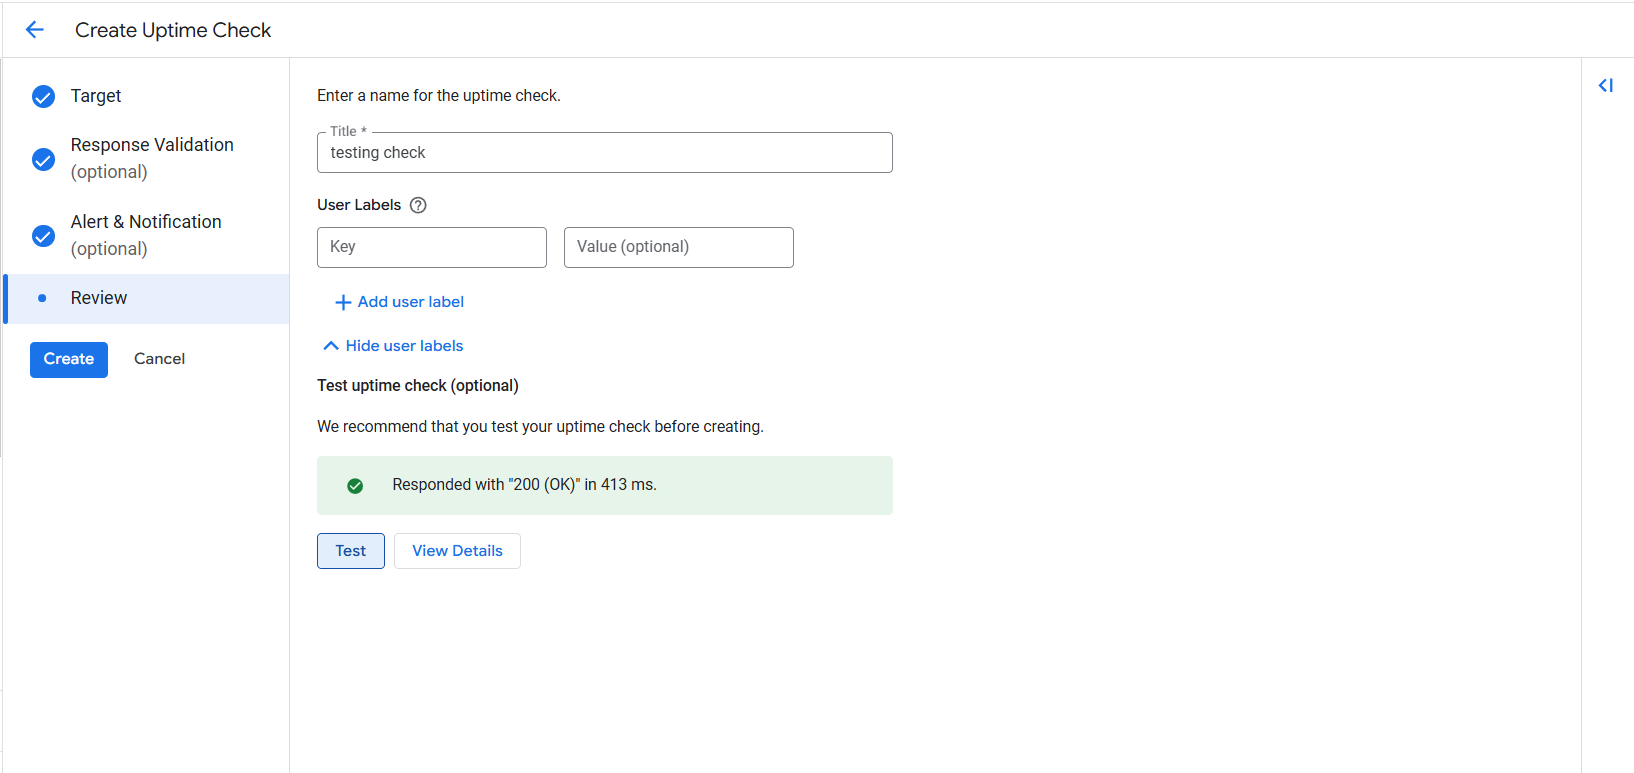 Create Uptime Check
Target
Response Validation
(optional)
Alert & Notification
(optional)
Review
Create
Cancel
Enter a name for the uptime check.
Title *
testing check
User Labels
Key
Value (optional)
Add user label
Hide user labels
Test uptime check (optional)
We recommend that you test your uptime check before creating.
Responded with "200 (OK)" in 413 ms.
Test
View Details